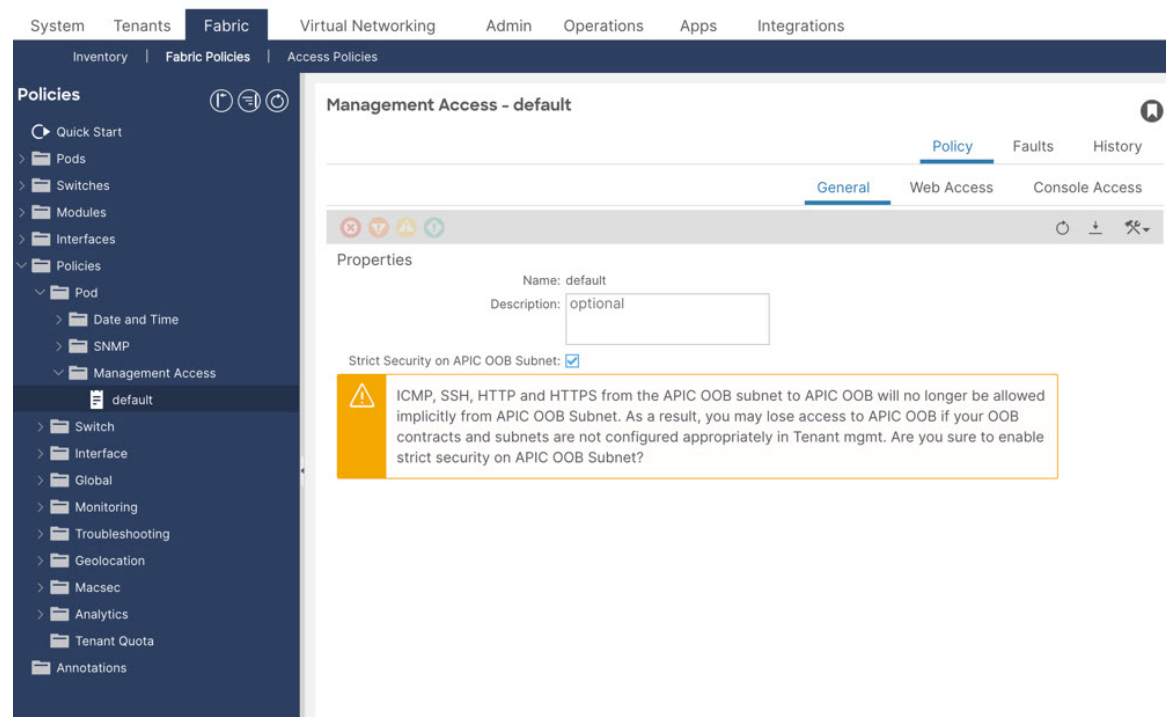 System Tenants Fabric Virtual Networking Admin Operations Apps Integrations
Inventory | Fabric Policies | Access Policies
Policies
Quick Start
Pods
Switches
Modules
Interfaces
Policies
Pod
Date and Time
SNMP
Management Access
default
Switch
Interface
Global
Monitoring
Troubleshooting
Geolocation
Macsec
Analytics
Tenant Quota
Annotations
Management Access - default
Policy Faults History
General Web Access Console Access
Properties
Name: default
Description: optional
Strict Security on APIC OOB Subnet:
ICMP, SSH, HTTP and HTTPS from the APIC OOB subnet to APIC OOB will no longer be allowed
implicitly from APIC OOB Subnet. As a result, you may lose access to APIC OOB if your OOB
contracts and subnets are not configured appropriately in Tenant mgmt. Are you sure to enable
strict security on APIC OOB Subnet?